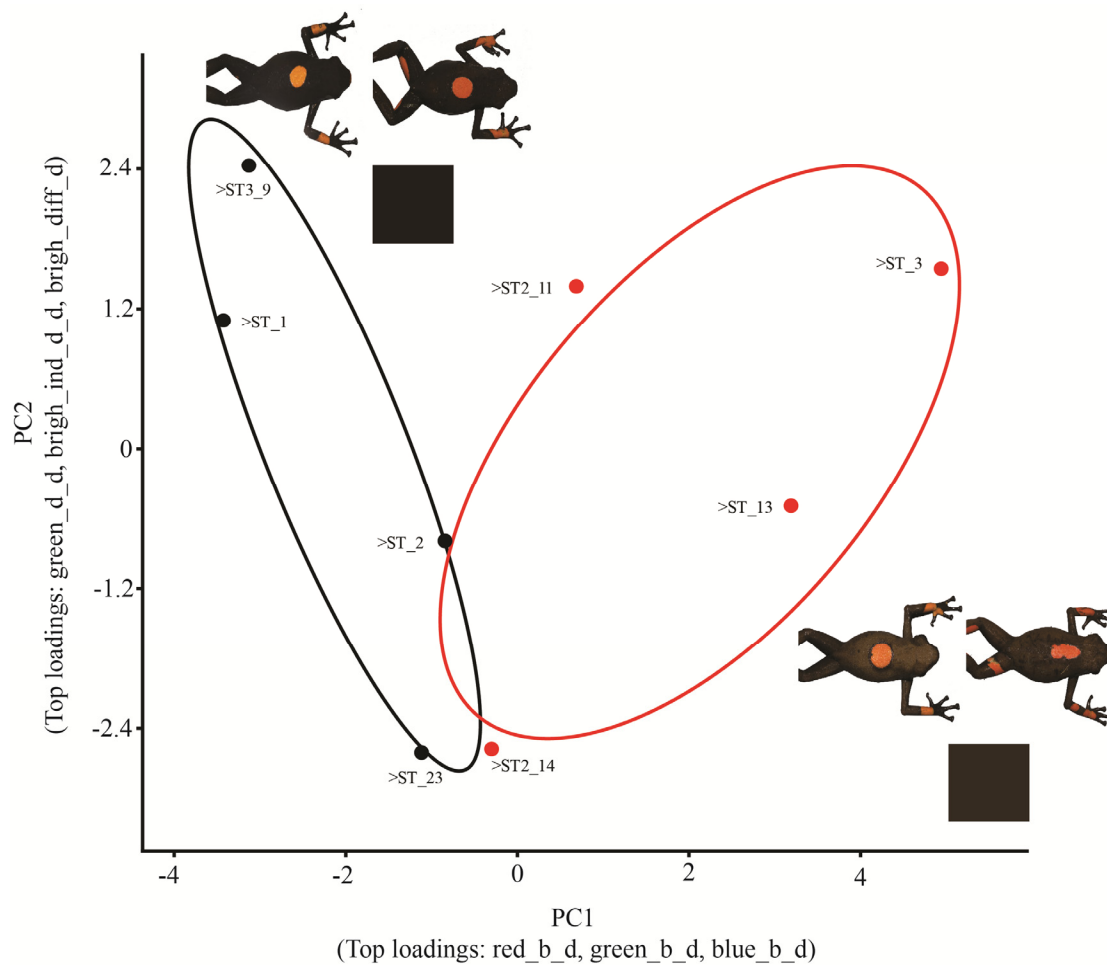 2.4
>ST3_9
>ST_3
>ST2_11
1.2
>ST_1
PC2
(Top loadings: green_d_d, brigh_ind_d_d, brigh_diff_d)
0
>ST_13
>ST_2
-1.2
-2.4
>ST_23
>ST2_14
-4
-2
0
2
4
PC1
(Top loadings: red_b_d, green_b_d, blue_b_d)